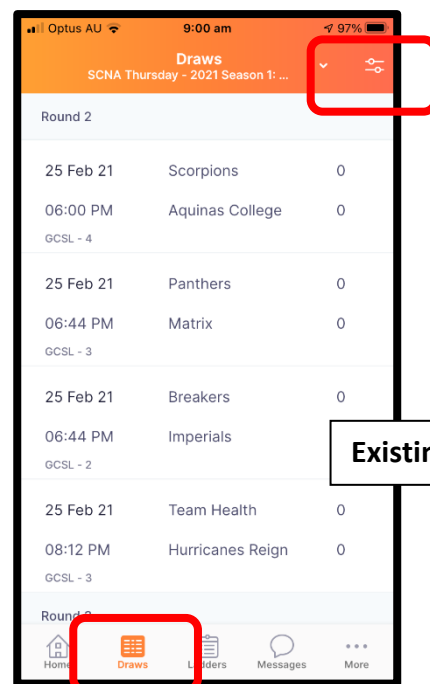 Optus AU 9:00 am 97%
Draws
SCNA Thursday - 2021 Season 1: ...
Round 2
25 Feb 21 Scorpions 0
06:00 PM Aquinas College 0
GCSL - 4
25 Feb 21 Panthers 0
06:44 PM Matrix 0
GCSL - 3
25 Feb 21 Breakers 0
06:44 PM Imperials
GCSL - 2
25 Feb 21 Team Health 0
08:12 PM Hurricanes Reign 0
GCSL - 3
Round
Home Draws Ladders Messages More